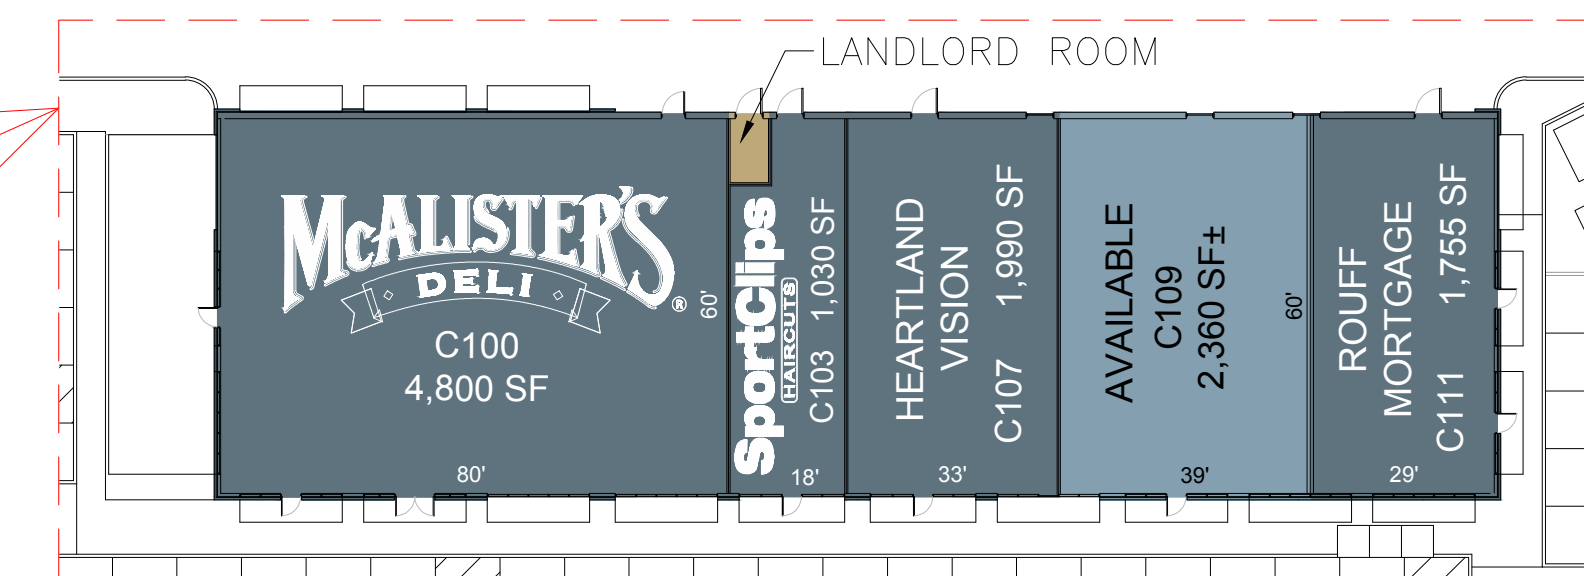 LANDLORD ROOM
McALISTER'S
DELI
®
C100
4,800 SF
60'
80'
SportClips
HAIRCUTS
C103 1,030 SF
18'
HEARTLAND
VISION
C107 1,990 SF
33'
AVAILABLE
C109
2,360 SF±
60'
39'
ROUFF
MORTGAGE
C111 1,755 SF
29'